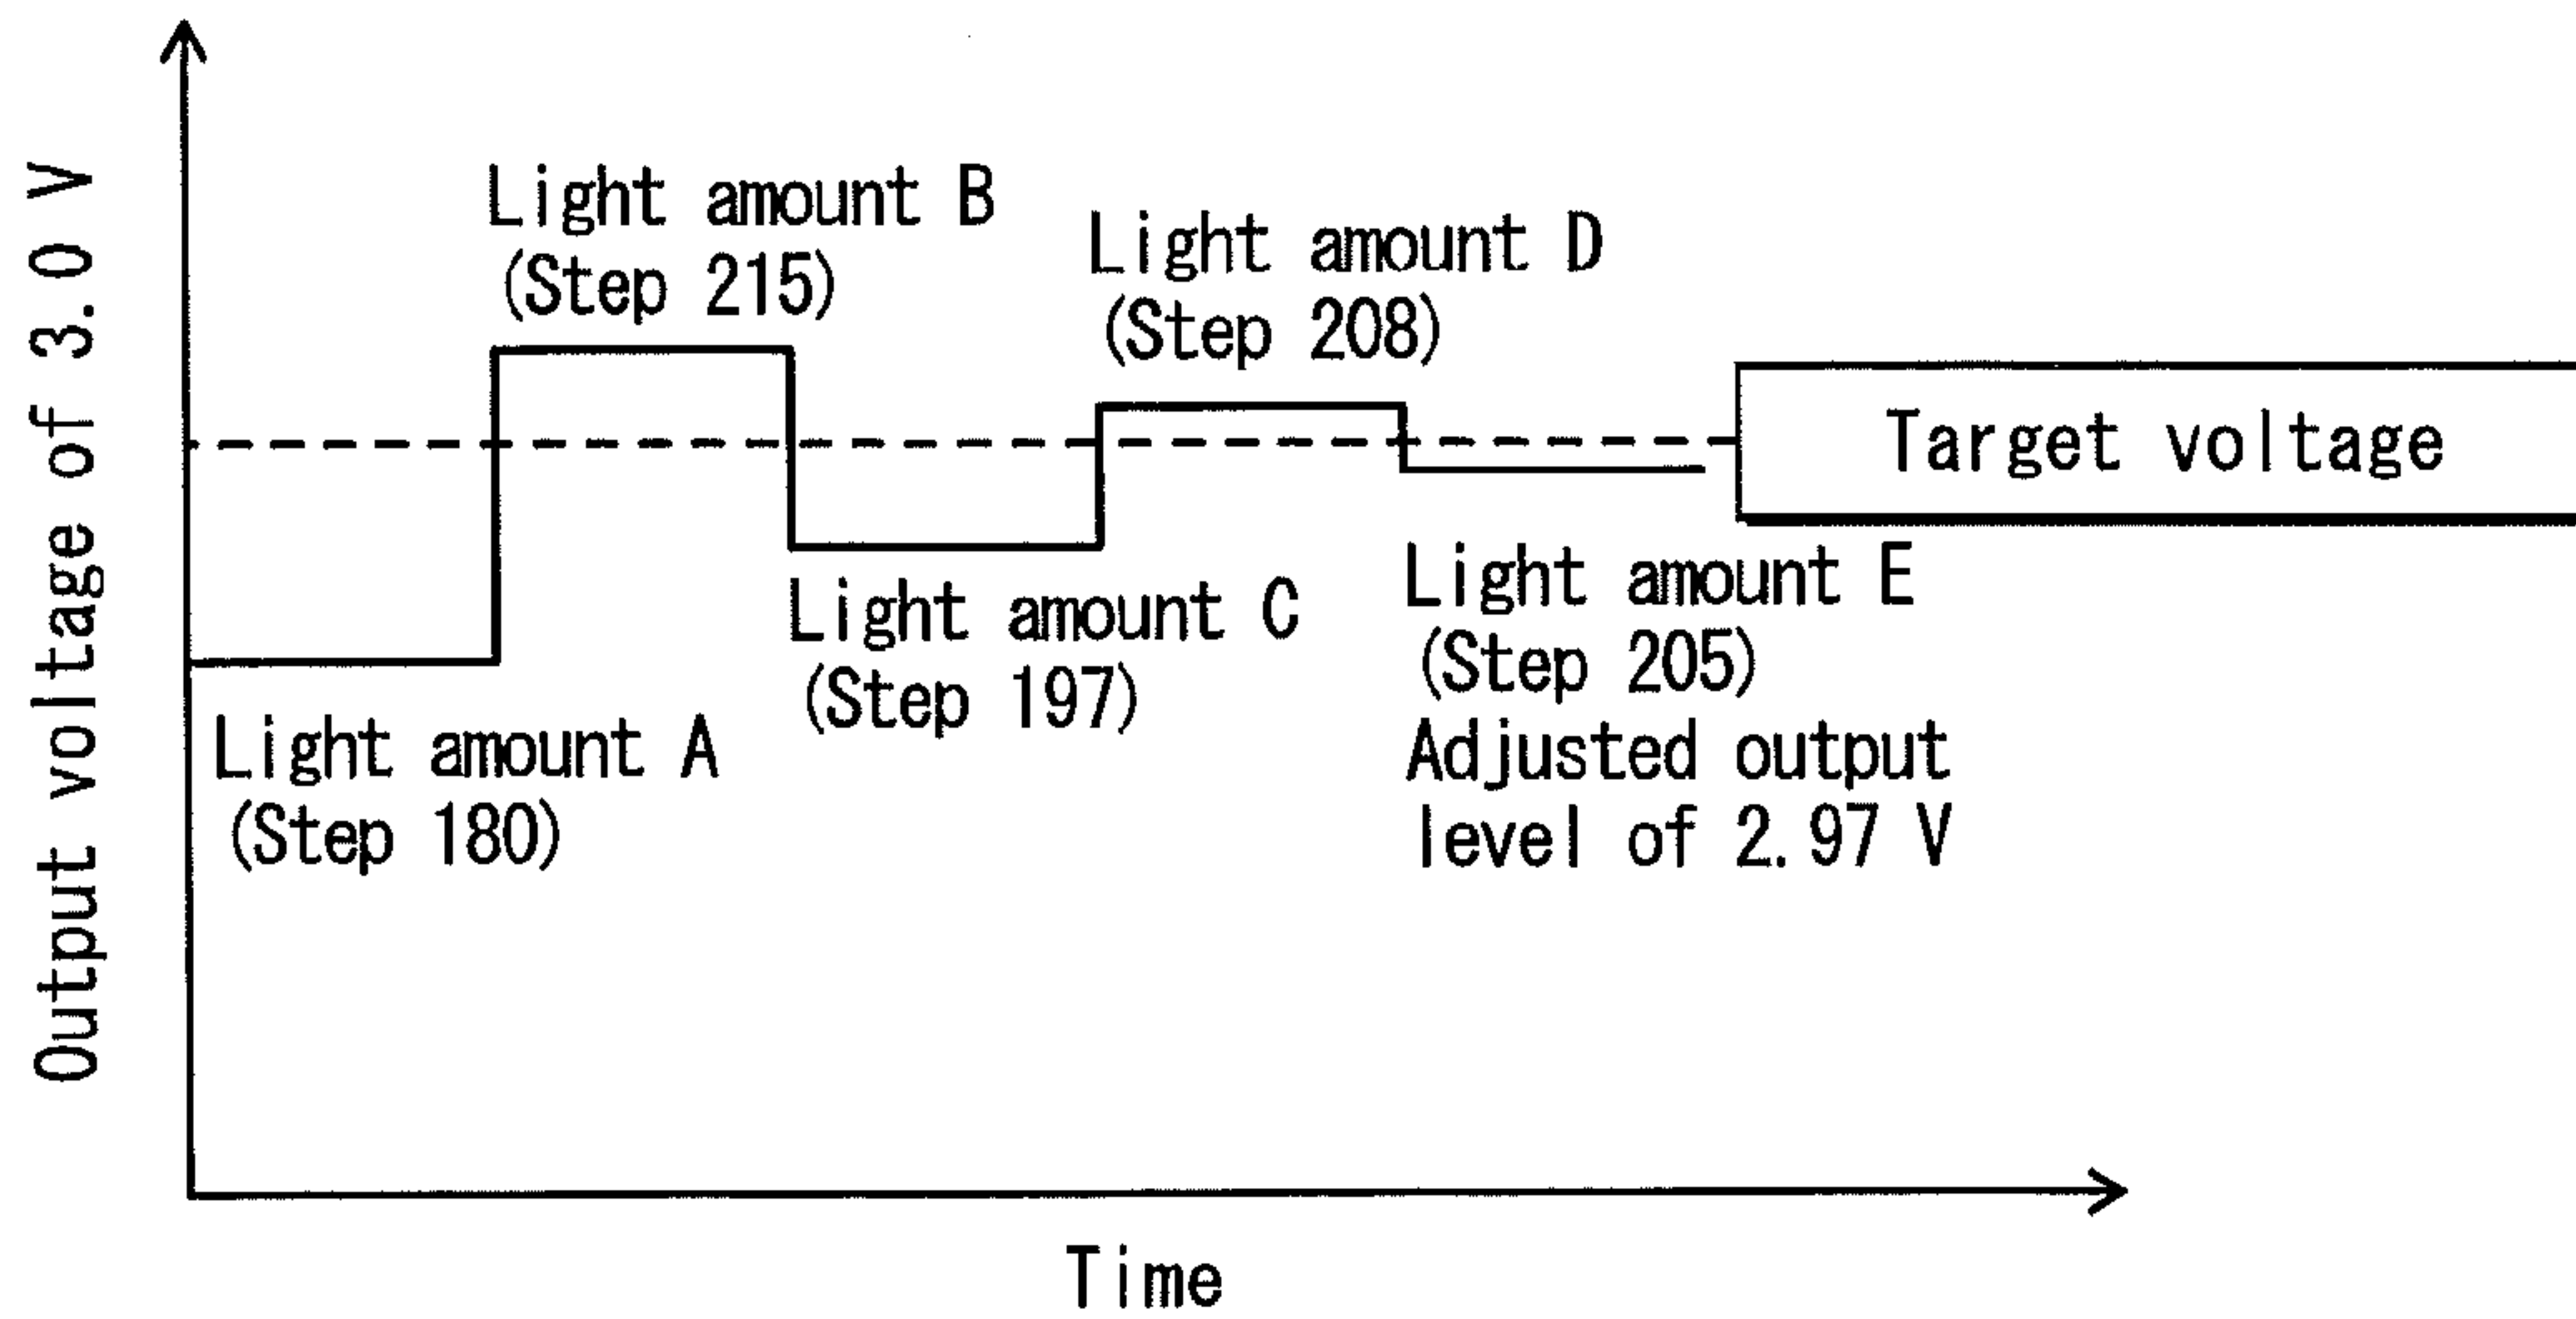 Output voltage of 3.0 V
Light amount B
(Step 215)
Light amount D
(Step 208)
Target voltage
Light amount C
(Step 197)
Light amount E
(Step 205)
Adjusted output
level of 2.97 V
Light amount A
(Step 180)
Time